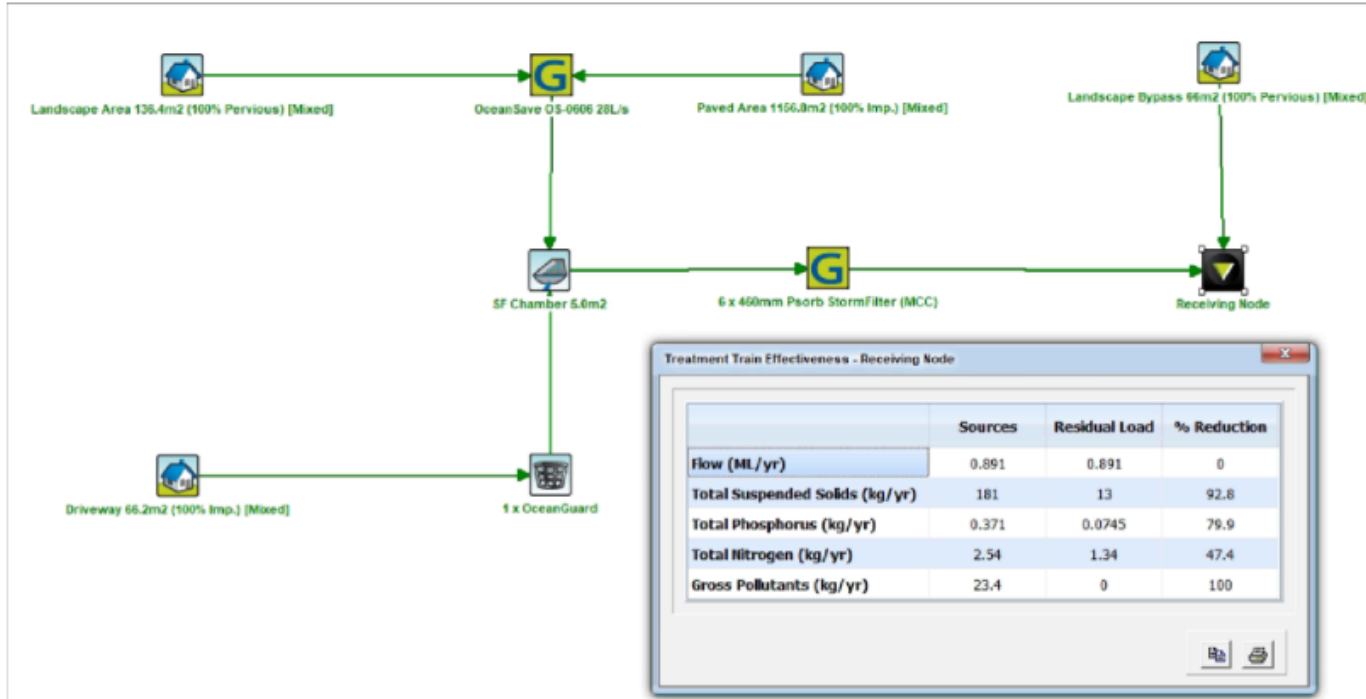 Landscape Area 136.4m2 (100% Pervious) [Mixed]
OceanSave OS-0606 28L/s
Paved Area 1156.8m2 (100% Imp.) [Mixed]
Landscape Bypass 66m2 (100% Pervious) [Mixed]
SF Chamber 5.0m2
6 x 460mm Psorb StormFilter (MCC)
Receiving Node
Driveway 66.2m2 (100% Imp.) [Mixed]
1 x OceanGuard
Treatment Train Effectiveness - Receiving Node
Sources Residual Load % Reduction
Flow (ML/yr) 0.891 0.891 0
Total Suspended Solids (kg/yr) 181 13 92.8
Total Phosphorus (kg/yr) 0.371 0.0745 79.9
Total Nitrogen (kg/yr) 2.54 1.34 47.4
Gross Pollutants (kg/yr) 23.4 0 100